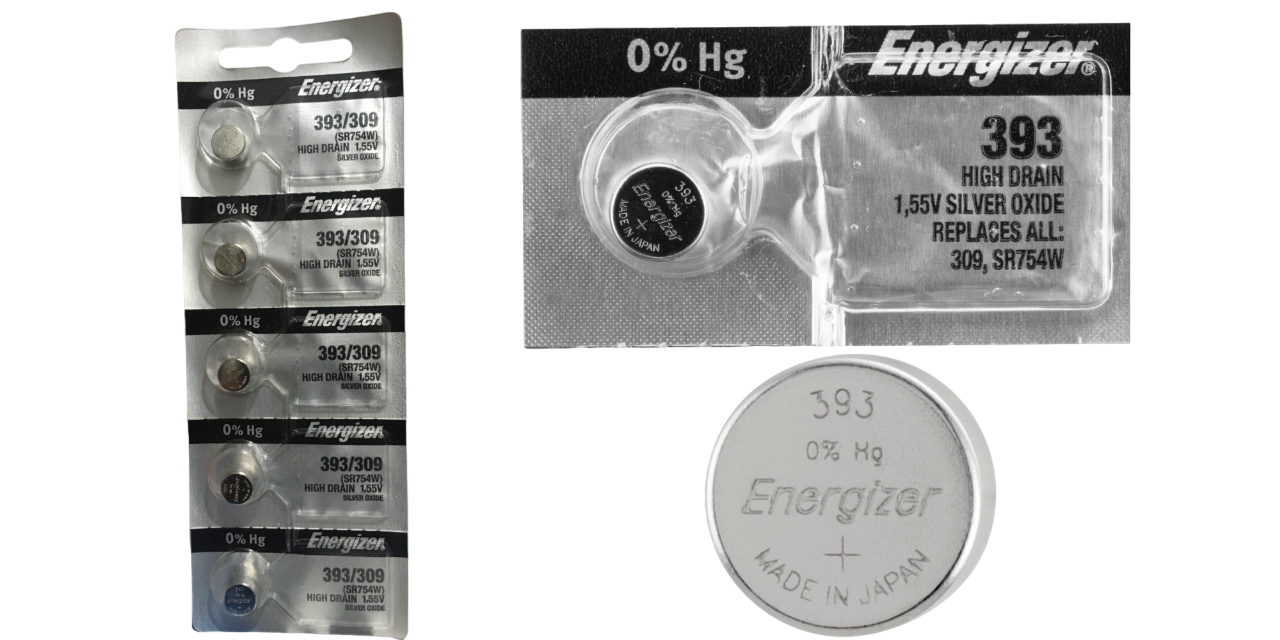 0% Hg Energizer®
393/309
(SR754W)
HIGH DRAIN 1.55V
SILVER OXIDE
0% Hg Energizer®
393/309
(SR754W)
HIGH DRAIN 1.55V
SILVER OXIDE
0% Hg Energizer®
393/309
(SR754W)
HIGH DRAIN 1.55V
SILVER OXIDE
0% Hg Energizer®
393/309
(SR754W)
HIGH DRAIN 1.55V
SILVER OXIDE
0% Hg Energizer®
393/309
(SR754W)
HIGH DRAIN 1.55V
SILVER OXIDE
Energizer
0% Hg Energizer®
393
HIGH DRAIN
1,55V SILVER OXIDE
REPLACES ALL:
309, SR754W
393
0% Hg
Energizer
+
MADE IN JAPAN
393
0% Hg
Energizer
+
MADE IN JAPAN